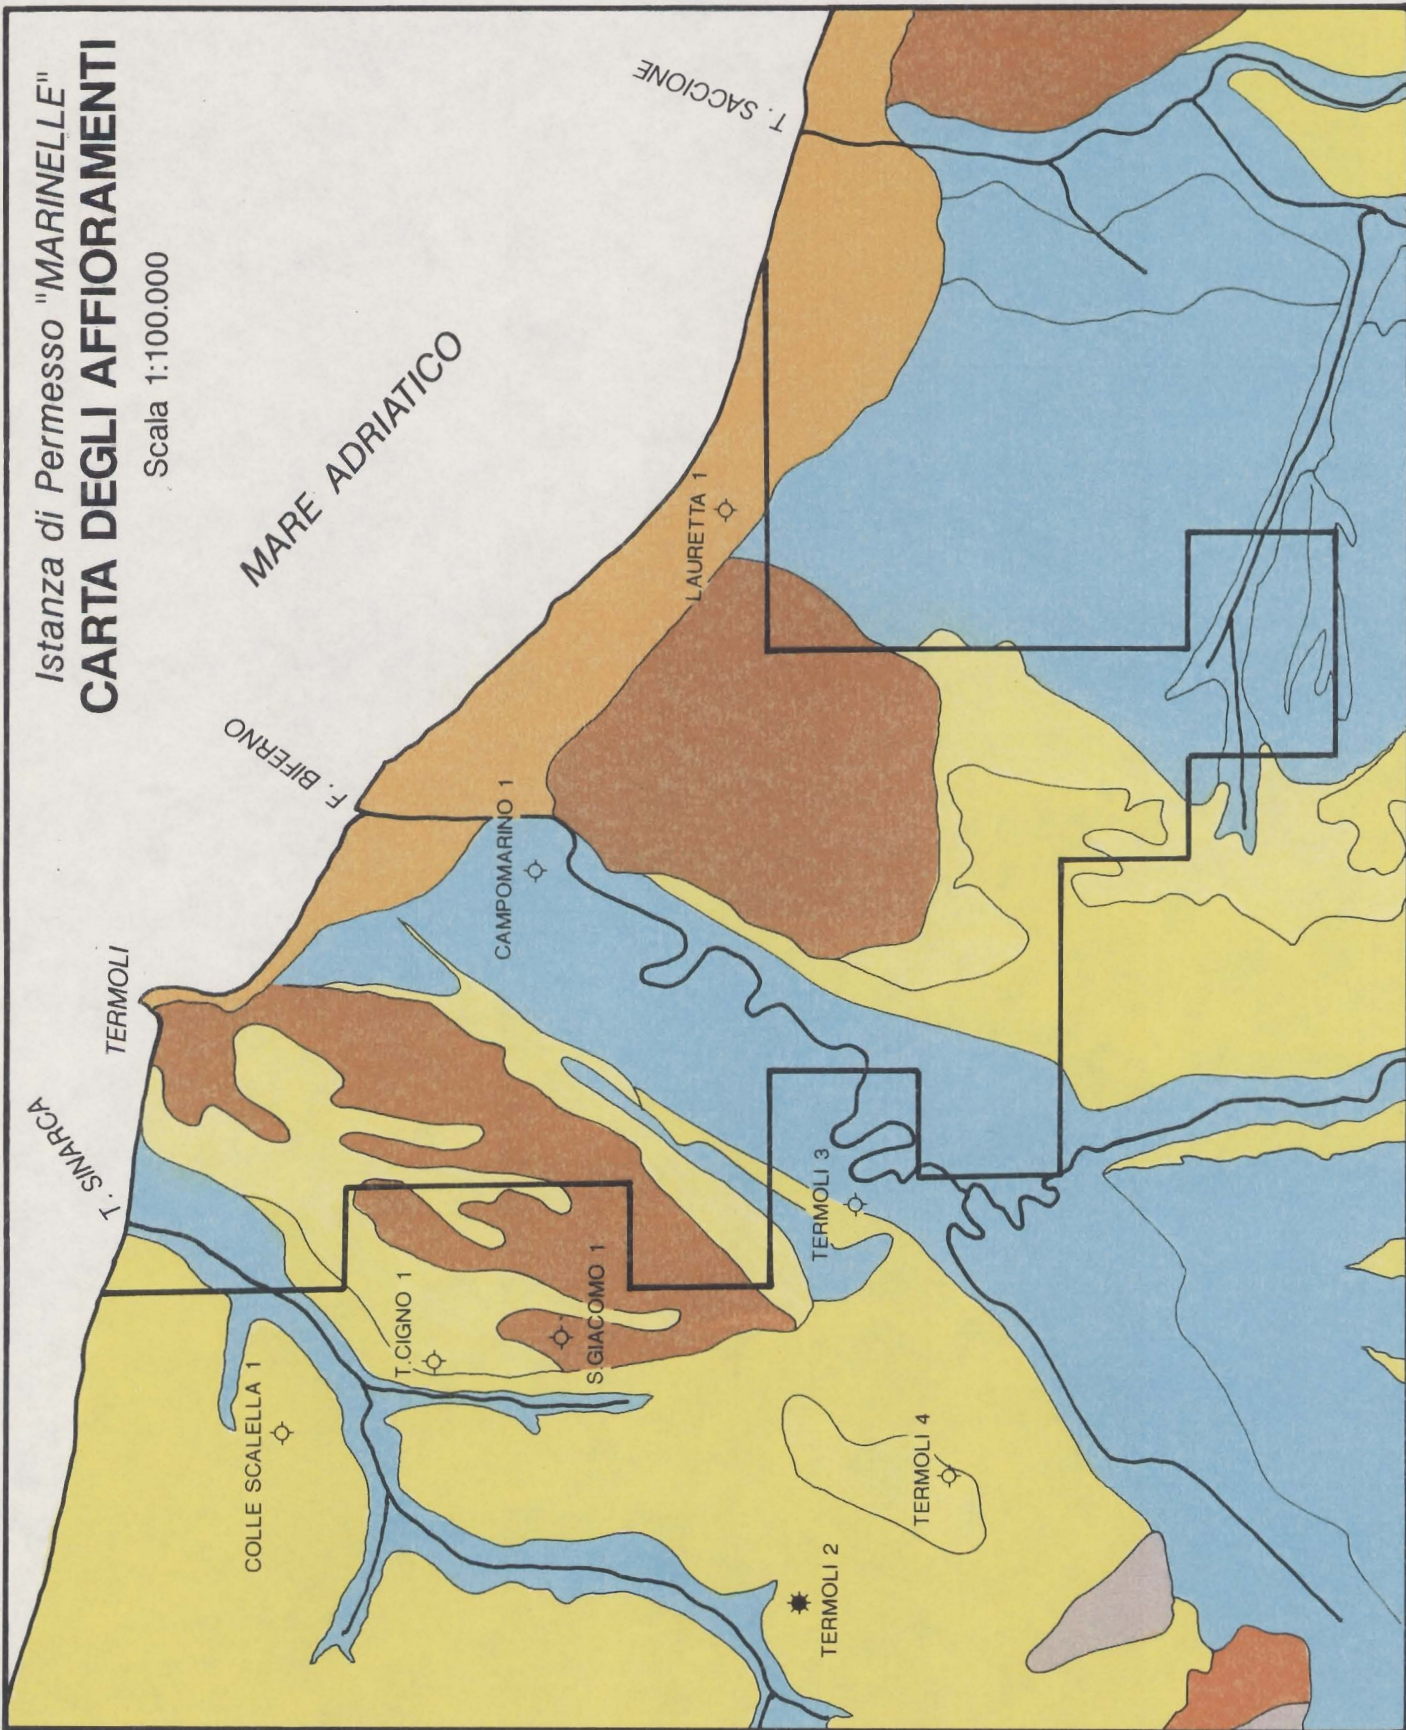 Istanza di Permesso "MARINELLE"
CARTA DEGLI AFFIORAMENTI
Scala 1:100.000
MARE ADRIATICO
T. SACCIONE
F. BIFERNO
TERMOLI
T. SINARCA
LAURETTA 1
CAMPOMARINO 1
TERMOLI 3
T.CIGNO 1
S.GIACOMO 1
COLLE SCALELLA 1
TERMOLI 4
TERMOLI 2